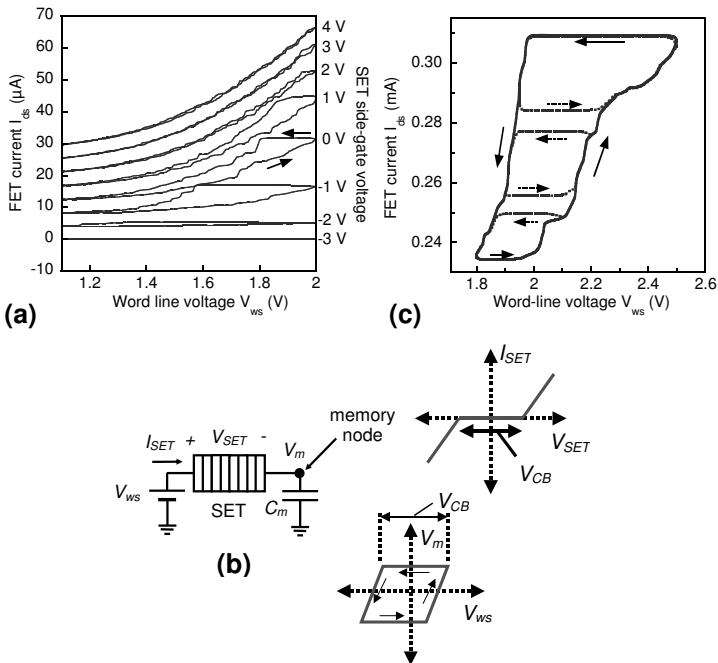 70
60
50
40
30
20
10
0
-10
FET current I_ds (μA)
1.2 1.4 1.6 1.8 2
Word line voltage V_ws (V)
4 V
3 V
2 V
1 V
0 V
-1 V
-2 V
-3 V
SET side-gate voltage
(a)
0.30
0.28
0.26
0.24
FET current I_ds (mA)
1.8 2 2.2 2.4 2.6
Word-line voltage V_ws (V)
(c)
I_SET + V_SET - V_m
memory
node
V_ws
SET
C_m
(b)
I_SET
V_SET
V_CB
V_CB
V_m
V_ws